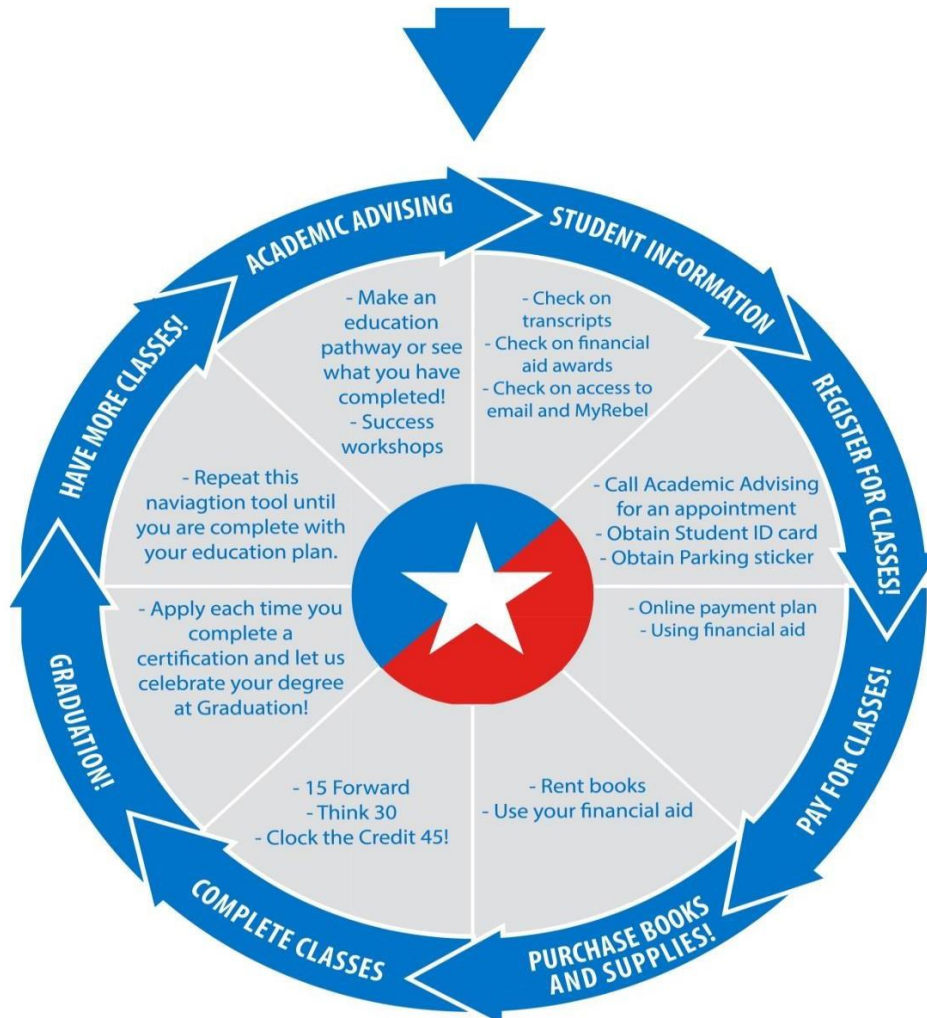 ACADEMIC ADVISING
- Make an
education
pathway or see
what you have
completed!
- Success
workshops
STUDENT INFORMATION
- Check on
transcripts
- Check on financial
aid awards
- Check on access to
email and MyRebel
REGISTER FOR CLASSES!
- Call Academic Advising
for an appointment
- Obtain Student ID card
- Obtain Parking sticker
PAY FOR CLASSES!
- Online payment plan
- Using financial aid
PURCHASE BOOKS
AND SUPPLIES!
- Rent books
- Use your financial aid
COMPLETE CLASSES
- 15 Forward
- Think 30
- Clock the Credit 45!
GRADUATION!
- Apply each time you
complete a
certification and let us
celebrate your degree
at Graduation!
HAVE MORE CLASSES!
- Repeat this
naviagtion tool until
you are complete with
your education plan.